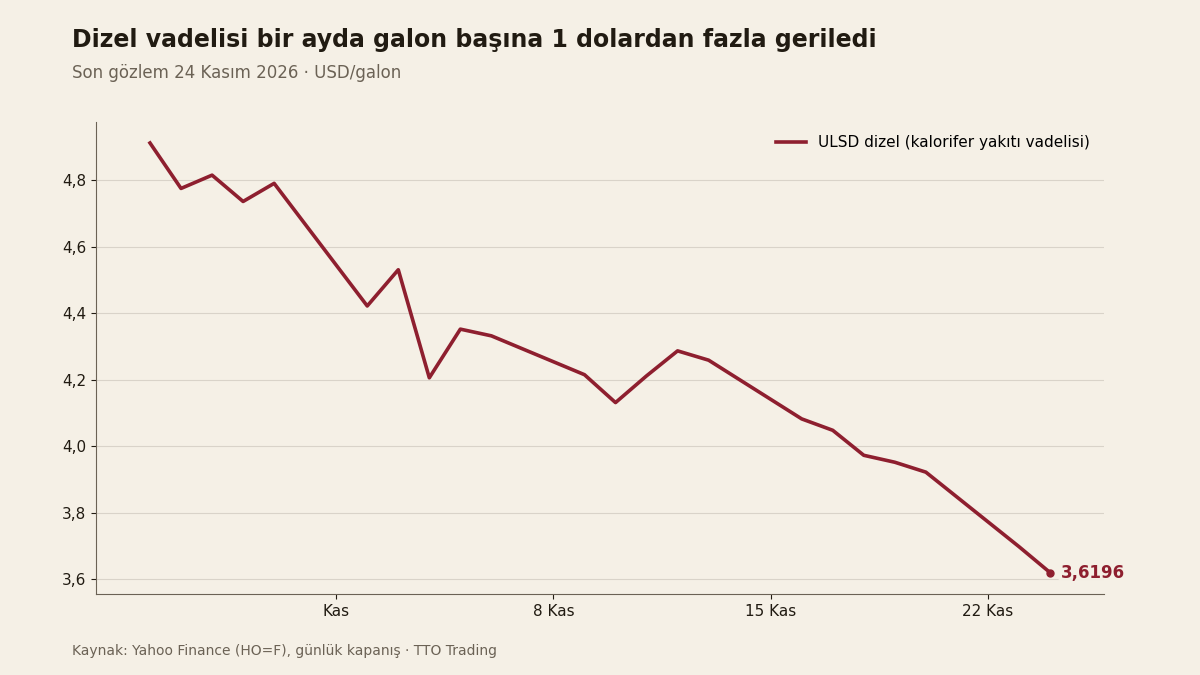 Dizel vadelisi bir ayda galon başına 1 dolardan fazla geriledi
Son gözlem 24 Kasım 2026 · USD/galon
ULSD dizel (kalorifer yakıtı vadelisi)
4,8
4,6
4,4
4,2
4,0
3,8
3,6
3,6196
Kas
8 Kas
15 Kas
22 Kas
Kaynak: Yahoo Finance (HO=F), günlük kapanış · TTO Trading